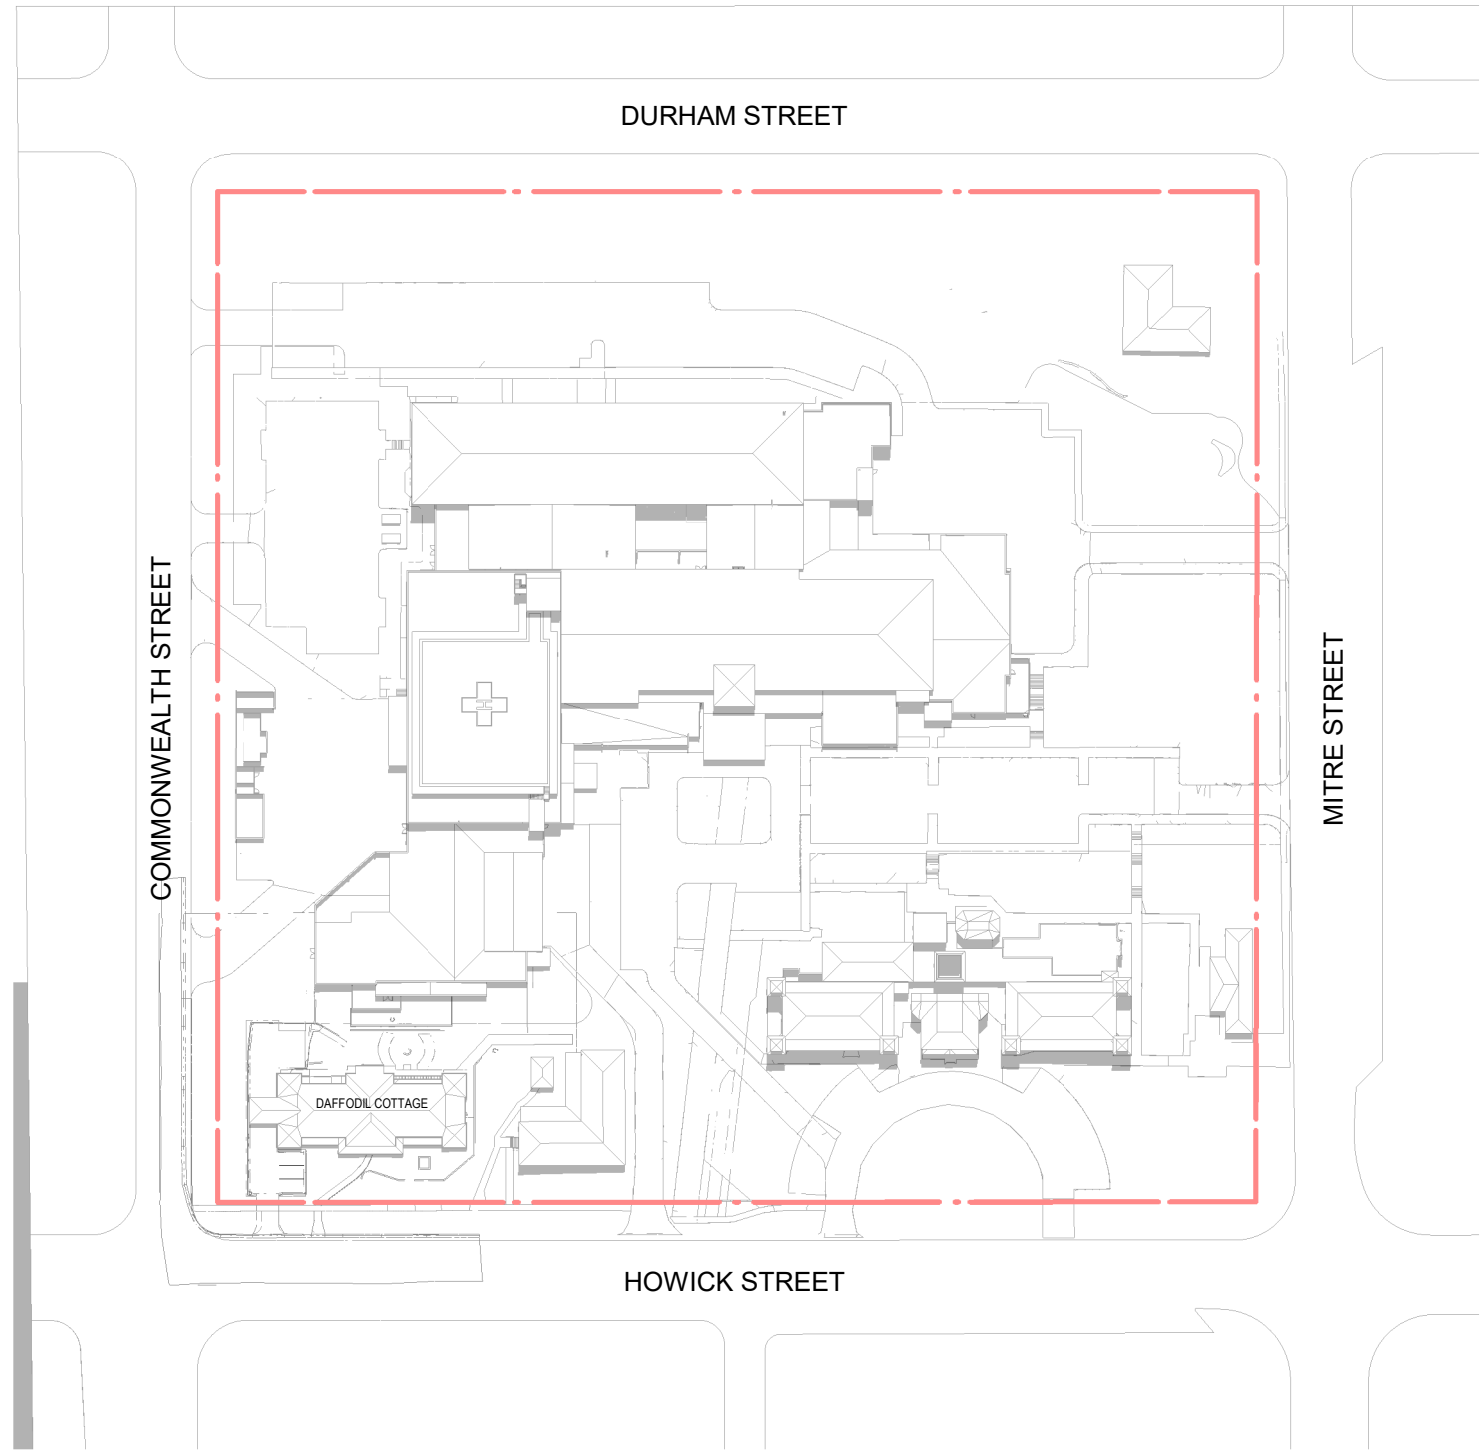 DURHAM STREET
COMMONWEALTH STREET
MITRE STREET
H
DAFFODIL COTTAGE
HOWICK STREET